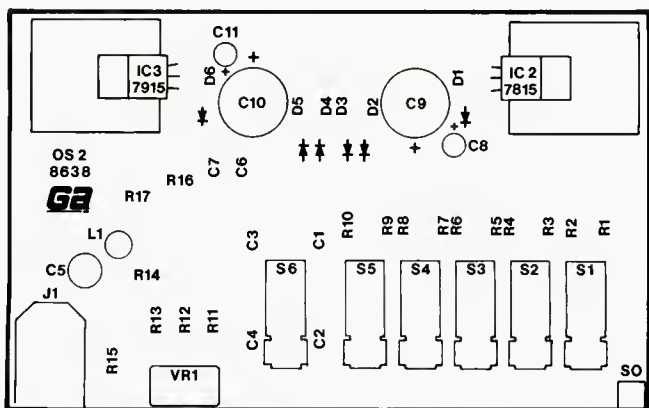 C11
IC3
7915
D6
C10
D5
D4
D3
D2
C9
D1
IC 2
7815
C8
OS 2
8638
Ga
R17
R16
C7
C6
L1
C5
R14
J1
C3
C1
R10
R9
R8
R7
R6
R5
R4
R3
R2
R1
S6
S5
S4
S3
S2
S1
R13
R12
R11
C4
C2
R15
VR1
SO